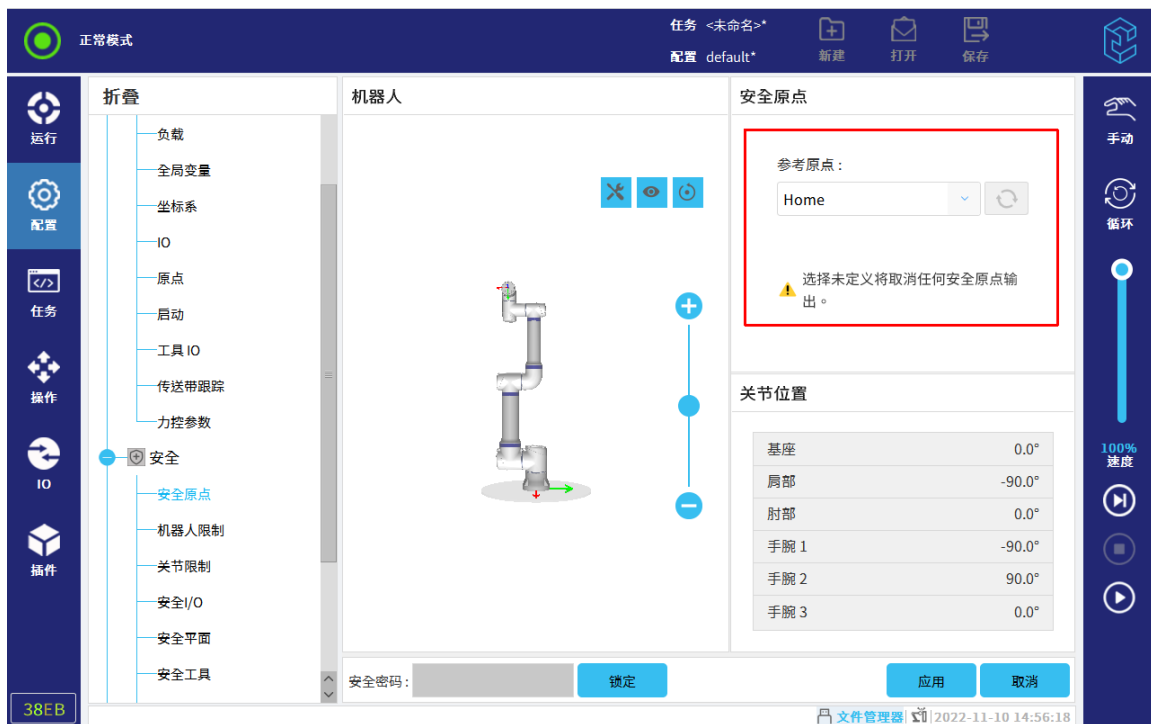 正常模式
任务 <未命名>*
配置 default*
新建
打开
保存
运行
配置
任务
操作
IO
插件
38EB
折叠
负载
全局变量
坐标系
IO
原点
启动
工具 IO
传送带跟踪
力控参数
安全
安全原点
机器人限制
关节限制
安全I/O
安全平面
安全工具
机器人
安全原点
参考原点 :
Home
选择未定义将取消任何安全原点输
出。
关节位置
基座 0.0°
肩部 -90.0°
肘部 0.0°
手腕 1 -90.0°
手腕 2 90.0°
手腕 3 0.0°
安全密码 :
锁定
应用
取消
手动
循环
100%
速度
文件管理器
2022-11-10 14:56:18